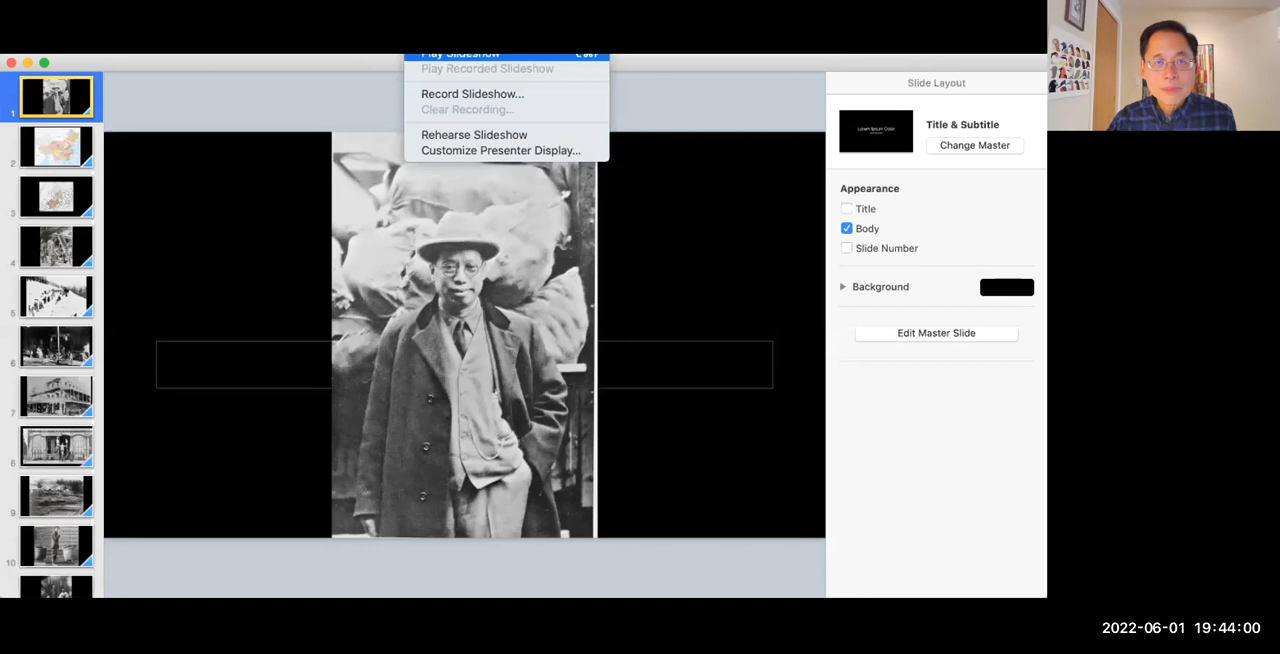 Play Slideshow
Play Recorded Slideshow
Record Slideshow...
Clear Recording...
Rehearse Slideshow
Customize Presenter Display...
1
2
3
4
5
6
7
8
9
10
Slide Layout
Title & Subtitle
Change Master
Appearance
Title
Body
Slide Number
Background
Edit Master Slide
2022-06-01 19:44:00